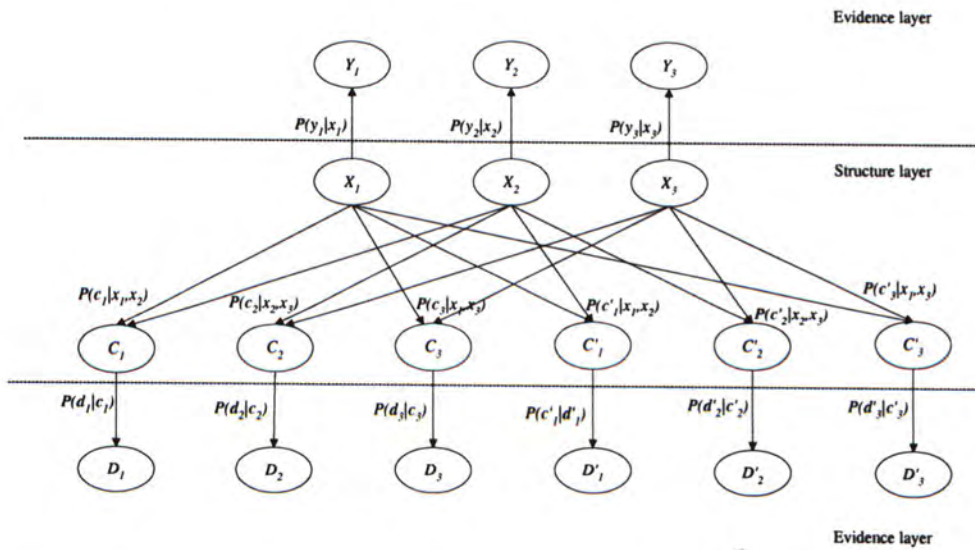 Evidence layer
Y1 Y2 Y3
P(y1|x1) P(y2|x2) P(y3|x3)
Structure layer
X1 X2 X3
P(c1|x1,x2) P(c2|x2,x3) P(c3|x1,x3) P(c'1|x1,x2) P(c'2|x2,x3) P(c'3|x1,x3)
C1 C2 C3 C'1 C'2 C'3
P(d1|c1) P(d2|c2) P(d3|c3) P(c'1|d'1) P(d'2|c'2) P(d'3|c'3)
D1 D2 D3 D'1 D'2 D'3
Evidence layer